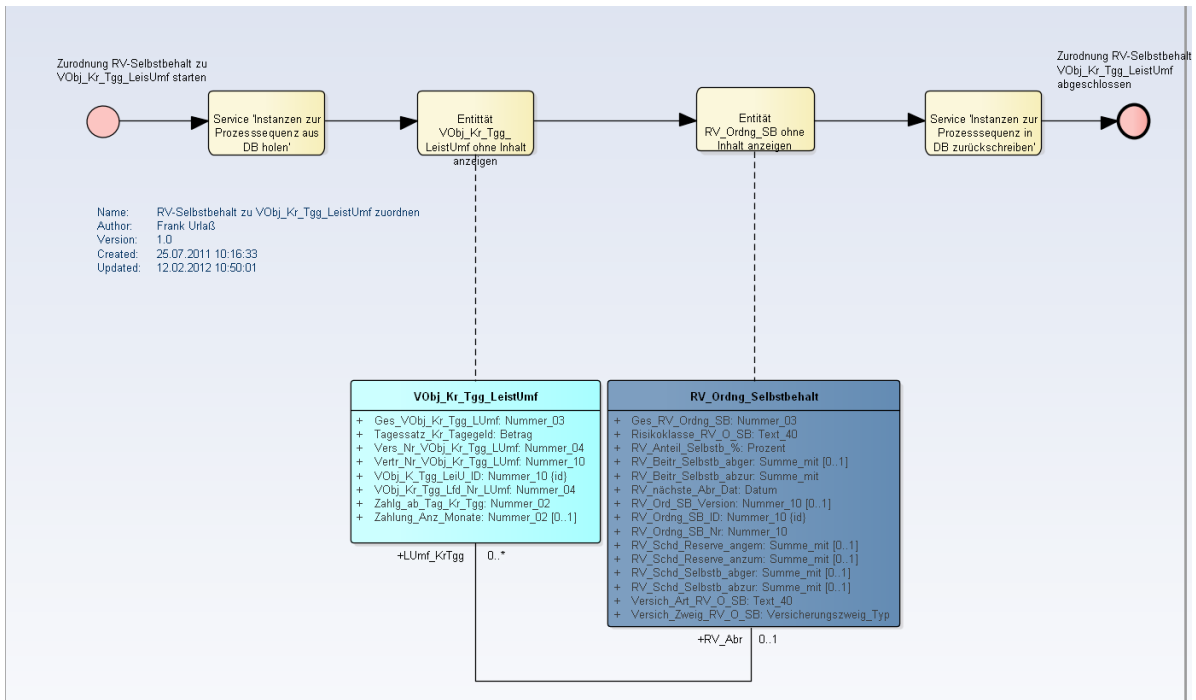 Zurodnung RV-Selbstbehalt zu
VObj_Kr_Tgg_LeisUmf starten
Zurodnung RV-Selbstbehalt
VObj_Kr_Tgg_LeistUmf
abgeschlossen
Service 'Instanzen zur
Prozesssequenz aus
DB holen'
Entittät
VObj_Kr_Tgg_
LeistUmf ohne Inhalt
anzeigen
Entität
RV_Ordng_SB ohne
Inhalt anzeigen
Service 'Instanzen zur
Prozesssequenz in
DB zurückschreiben'
Name: RV-Selbstbehalt zu VObj_Kr_Tgg_LeistUmf zuordnen
Author: Frank Urlaß
Version: 1.0
Created: 25.07.2011 10:16:33
Updated: 12.02.2012 10:50:01
VObj_Kr_Tgg_LeistUmf
+ Ges_VObj_Kr_Tgg_LUmf: Nummer_03
+ Tagessatz_Kr_Tagegeld: Betrag
+ Vers_Nr_VObj_Kr_Tgg_LUmf: Nummer_04
+ Vertr_Nr_VObj_Kr_Tgg_LUmf: Nummer_10
+ VObj_K_Tgg_LeiU_ID: Nummer_10 {id}
+ VObj_Kr_Tgg_Lfd_Nr_LUmf: Nummer_04
+ Zahlg_ab_Tag_Kr_Tgg: Nummer_02
+ Zahlung_Anz_Monate: Nummer_02 [0..1]
RV_Ordng_Selbstbehalt
+ Ges_RV_Ordng_SB: Nummer_03
+ Risikoklasse_RV_O_SB: Text_40
+ RV_Anteil_Selbstb_%: Prozent
+ RV_Beitr_Selbstb_abger: Summe_mit [0..1]
+ RV_Beitr_Selbstb_abzur: Summe_mit
+ RV_nächste_Abr_Dat: Datum
+ RV_Ord_SB_Version: Nummer_10 [0..1]
+ RV_Ordng_SB_ID: Nummer_10 {id}
+ RV_Ordng_SB_Nr: Nummer_10
+ RV_Schd_Reserve_angem: Summe_mit [0..1]
+ RV_Schd_Reserve_anzum: Summe_mit [0..1]
+ RV_Schd_Selbstb_abger: Summe_mit [0..1]
+ RV_Schd_Selbstb_abzur: Summe_mit [0..1]
+ Versich_Art_RV_O_SB: Text_40
+ Versich_Zweig_RV_O_SB: Versicherungszweig_Typ
+LUmf_KrTgg 0..*
+RV_Abr 0..1